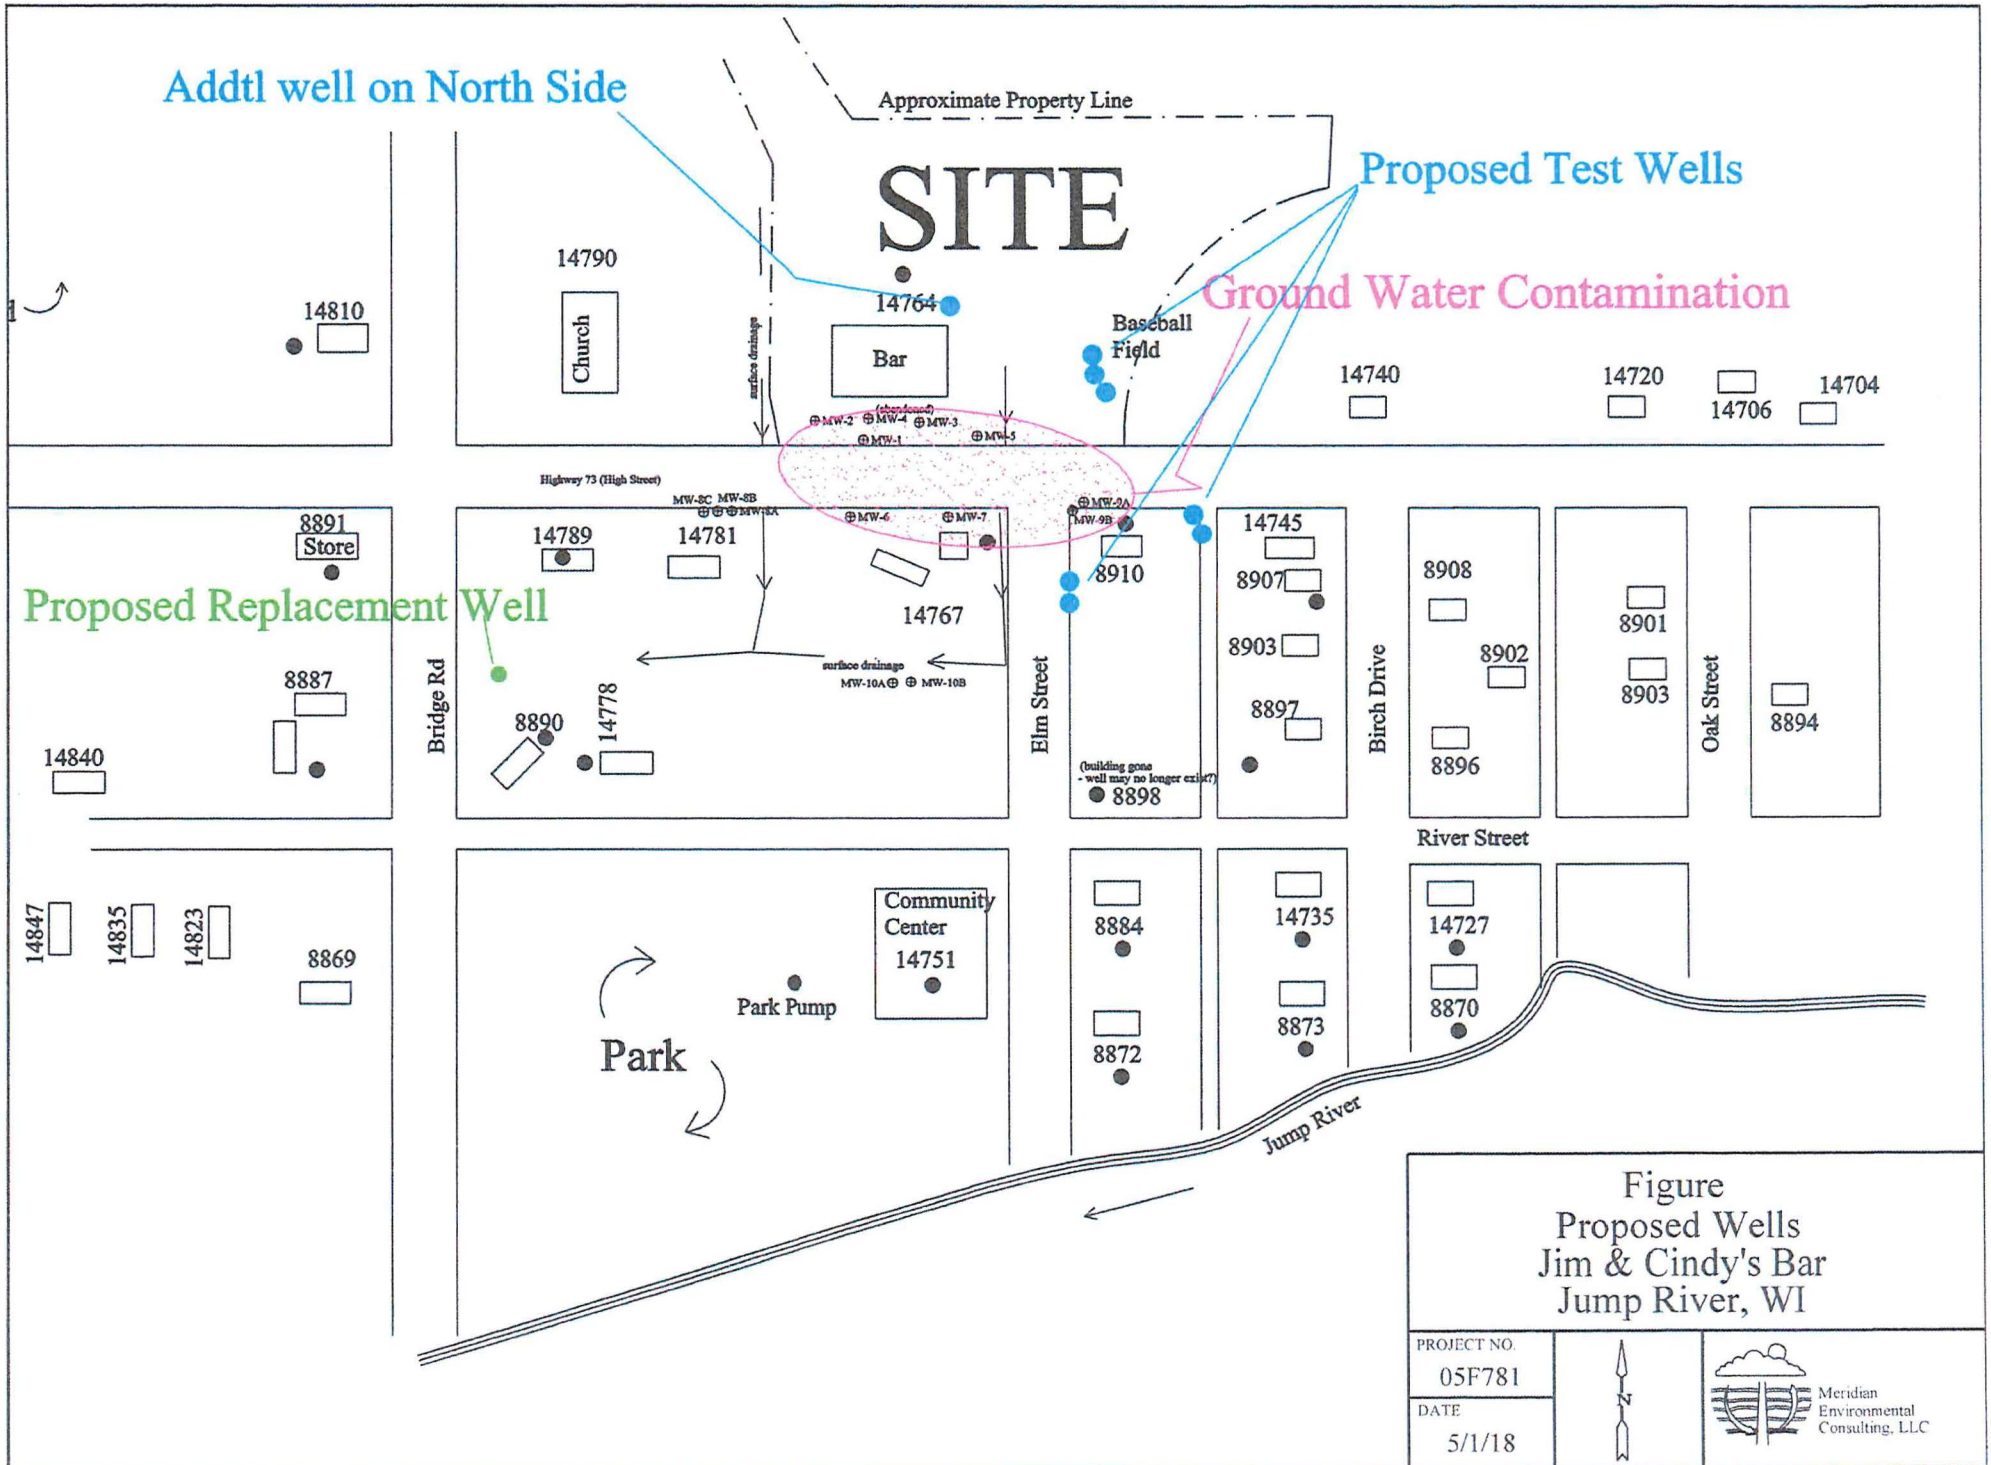 Addtl well on North Side
Approximate Property Line
SITE
Proposed Test Wells
14790
14764
Ground Water Contamination
14810
Church
surface drainage
Bar
Baseball
Field
14740
14720
14706
14704
(abandoned)
MW-2
MW-4
MW-3
MW-1
MW-5
Highway 73 (High Street)
MW-8C
MW-8B
MW-8A
MW-6
MW-7
MW-9A
MW-9B
8891
Store
14789
14781
14745
8910
8907
8908
Proposed Replacement Well
14767
8901
8903
8902
surface drainage
MW-10A
MW-10B
8887
Bridge Rd
8890
14778
Elm Street
8897
Birch Drive
8903
Oak Street
8894
14840
8896
(building gone
- well may no longer exist?)
8898
River Street
14847
14835
14823
8869
Community
Center
14751
Park Pump
Park
8884
14735
14727
8872
8873
8870
Jump River
Figure
Proposed Wells
Jim & Cindy's Bar
Jump River, WI
PROJECT NO.
05F781
DATE
5/1/18
N
Meridian
Environmental
Consulting, LLC